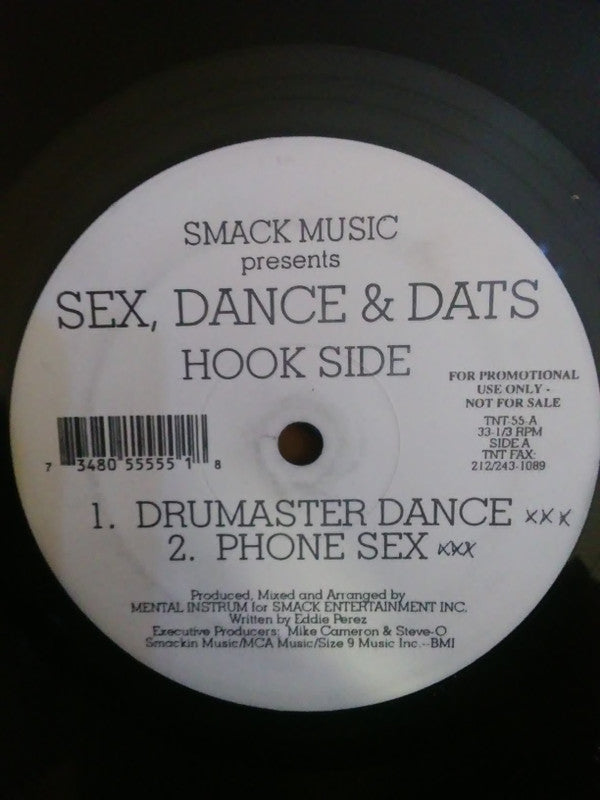 SMACK MUSIC
presents
SEX, DANCE & DATS
HOOK SIDE
FOR PROMOTIONAL
USE ONLY -
NOT FOR SALE
TNT-55-A
33-1/3 RPM
SIDE A
TNT FAX:
212/243-1089
7 3480 55555 1 8
1. DRUMASTER DANCE xxx
2. PHONE SEX xxx
Produced, Mixed and Arranged by
MENTAL INSTRUM for SMACK ENTERTAINMENT INC.
Written by Eddie Perez
Executive Producers: Mike Cameron & Steve-O
Smackin Music/MCA Music/Size 9 Music Inc.--BMI